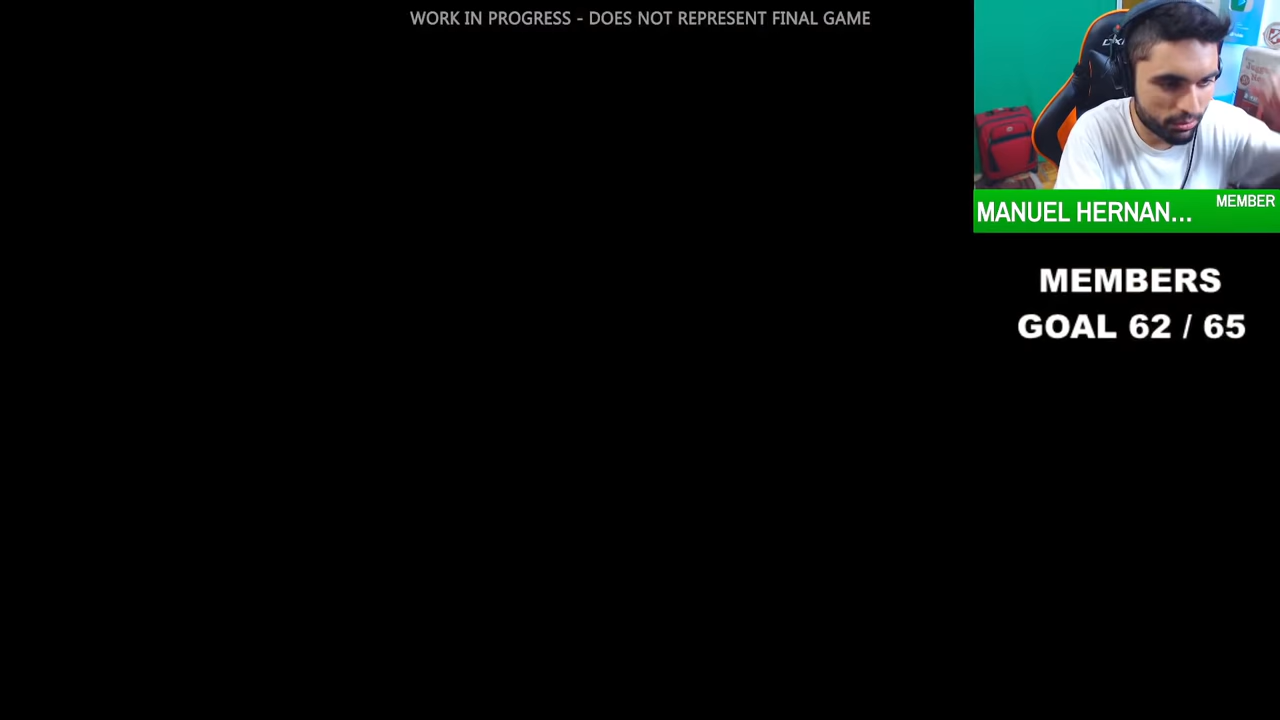 WORK IN PROGRESS - DOES NOT REPRESENT FINAL GAME
MANUEL HERNAN...
MEMBER
MEMBERS
GOAL 62 / 65